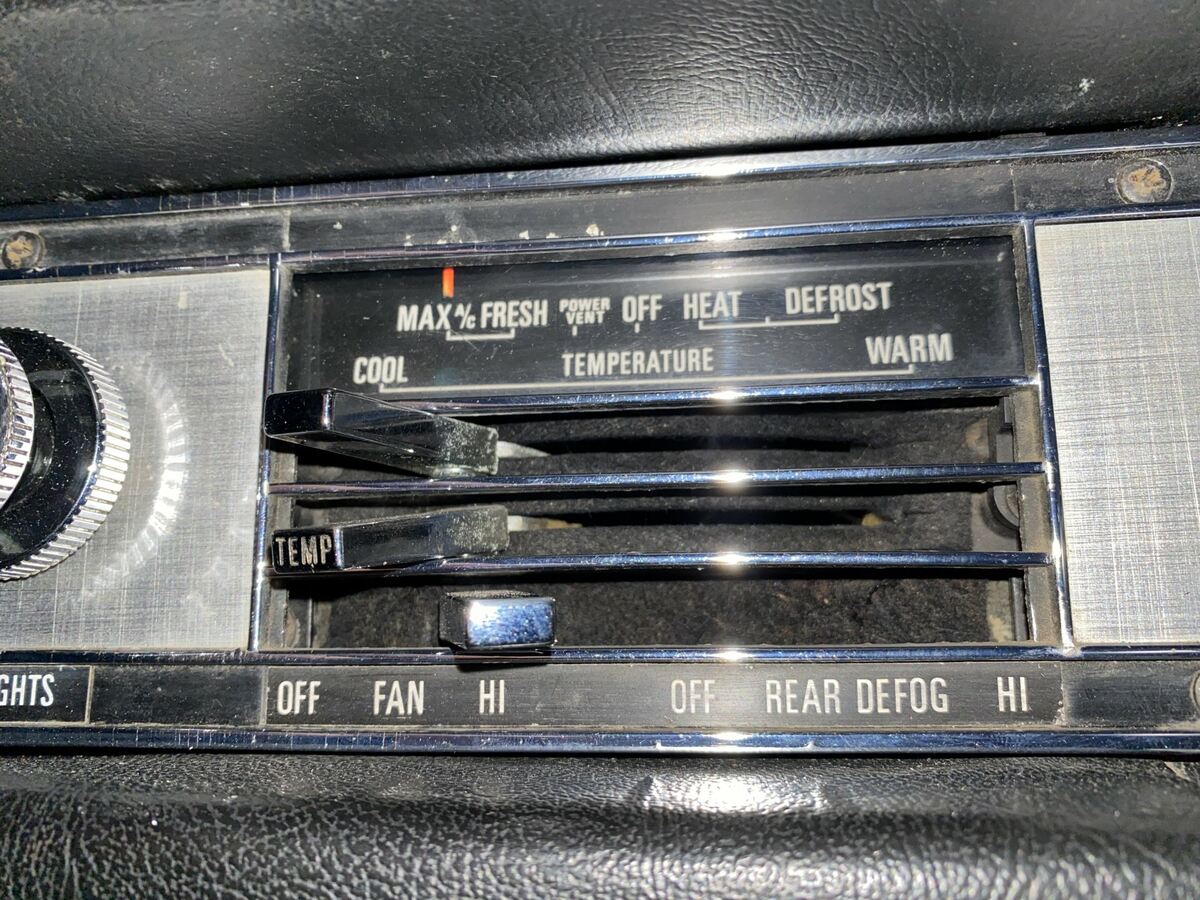 MAX A/C FRESH POWER VENT OFF HEAT DEFROST
COOL TEMPERATURE WARM
TEMP
GHTS OFF FAN HI OFF REAR DEFOG HI